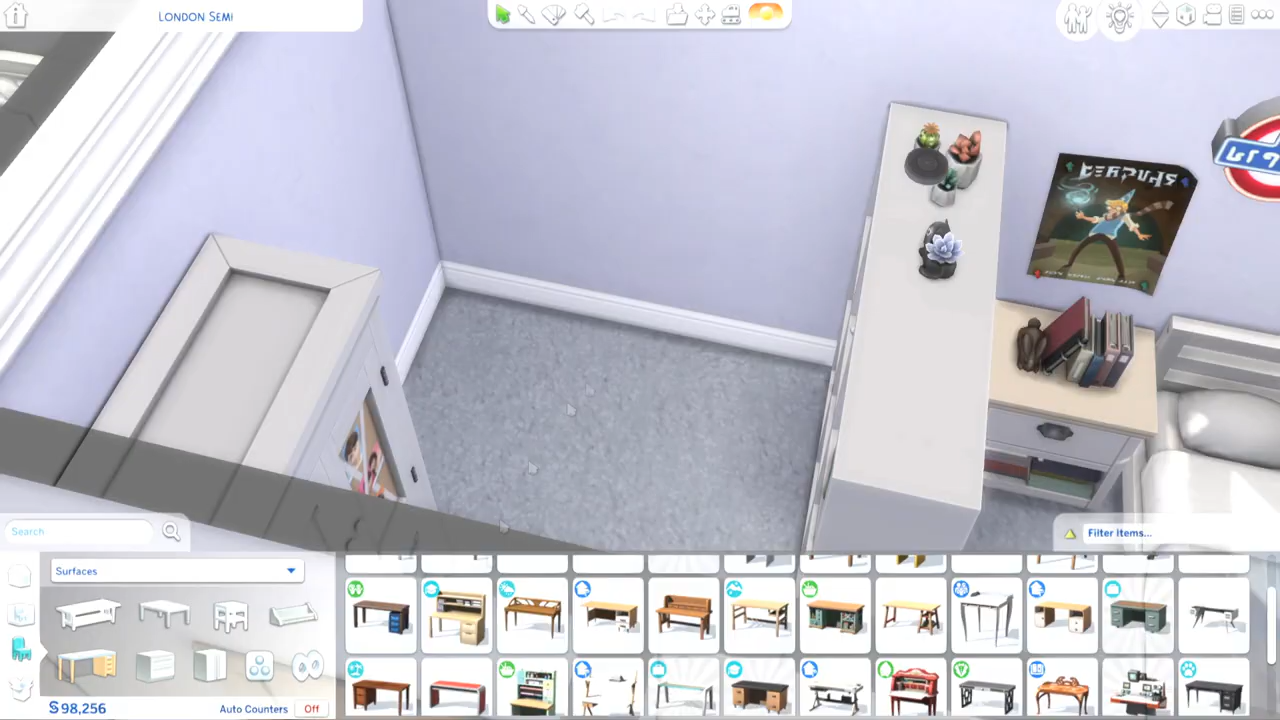 LONDON SEMI
Search
Filter Items...
Surfaces
§98,256
Auto Counters Off